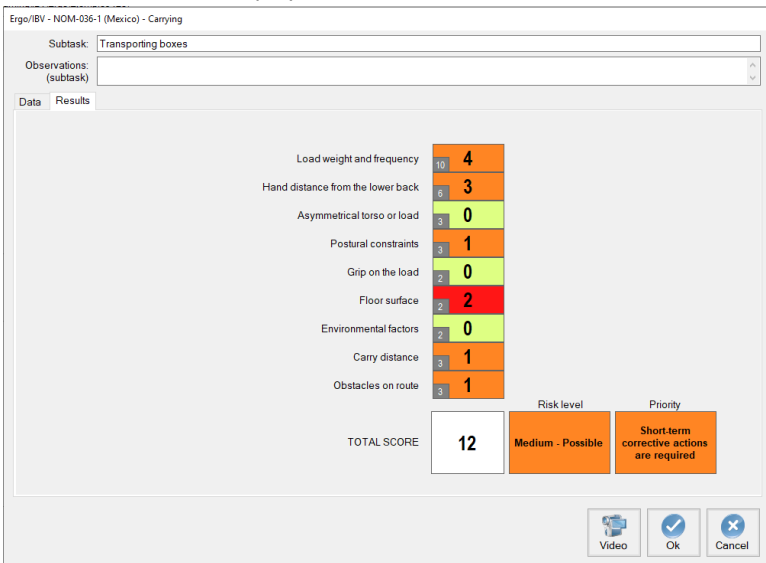 Ergo/IBV - NOM-036-1 (Mexico) - Carrying
Subtask: Transporting boxes
Observations:
(subtask)
Data Results
Load weight and frequency 10 4
Hand distance from the lower back 6 3
Asymmetrical torso or load 3 0
Postural constraints 3 1
Grip on the load 2 0
Floor surface 2 2
Environmental factors 2 0
Carry distance 3 1
Obstacles on route 3 1
Risk level Priority
TOTAL SCORE 12 Medium - Possible Short-term
corrective actions
are required
Video Ok Cancel